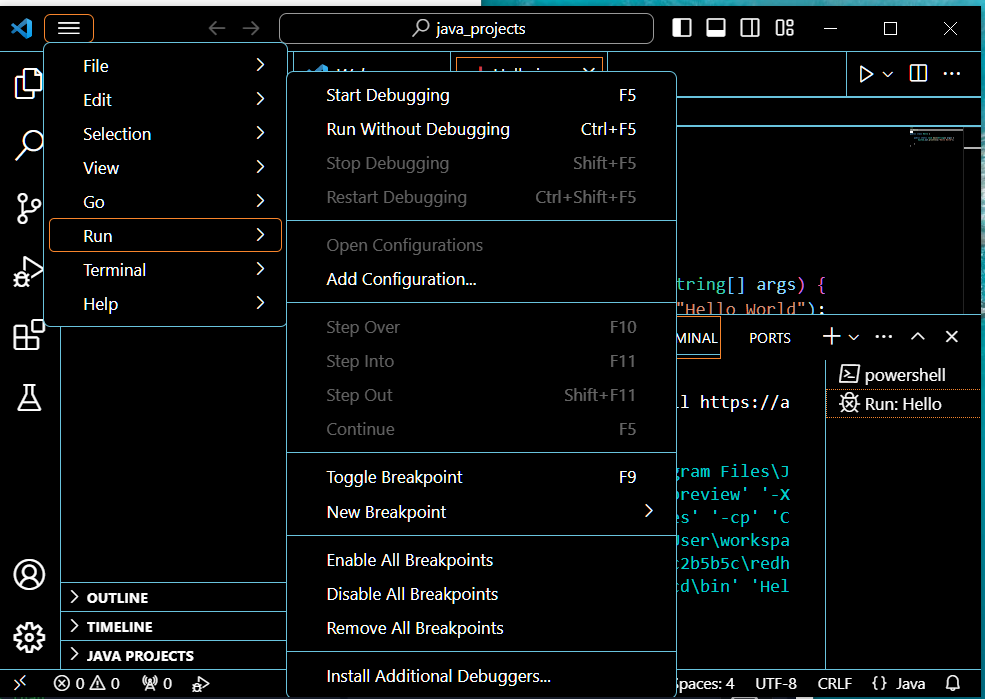 java_projects
File
Edit
Selection
View
Go
Run
Terminal
Help
Start Debugging F5
Run Without Debugging Ctrl+F5
Stop Debugging Shift+F5
Restart Debugging Ctrl+Shift+F5
Open Configurations
Add Configuration...
Step Over F10
Step Into F11
Step Out Shift+F11
Continue F5
Toggle Breakpoint F9
New Breakpoint
Enable All Breakpoints
Disable All Breakpoints
Remove All Breakpoints
Install Additional Debuggers...
tring[] args) {
"Hello World");
MINAL PORTS
powershell
Run: Hello
ll https://a
gram Files\J
preview' '-X
es' '-cp' 'C
User\workspa
c2b5b5c\redh
cd\bin' 'Hel
OUTLINE
TIMELINE
JAVA PROJECTS
0 0 0 paces: 4 UTF-8 CRLF {} Java